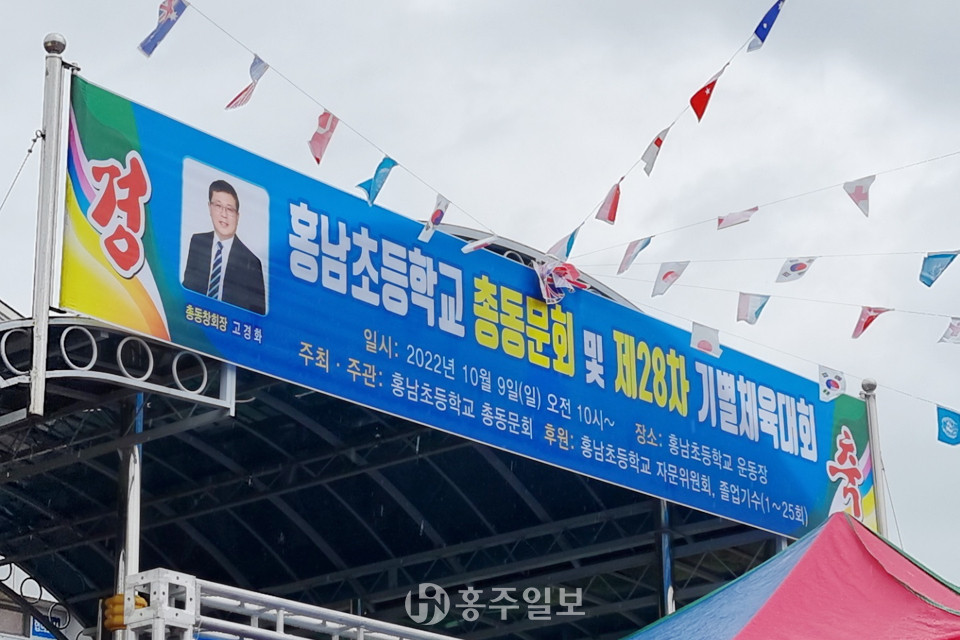 경
총동창회장 고경화
홍남초등학교 총동문회 및 제28차 기별체육대회
일시: 2022년 10월 9일(일) 오전 10시~ 장소: 홍남초등학교 운동장
주최·주관: 홍남초등학교 총동문회 후원: 홍남초등학교 자문위원회, 졸업기수(1~25회)
축
홍주일보